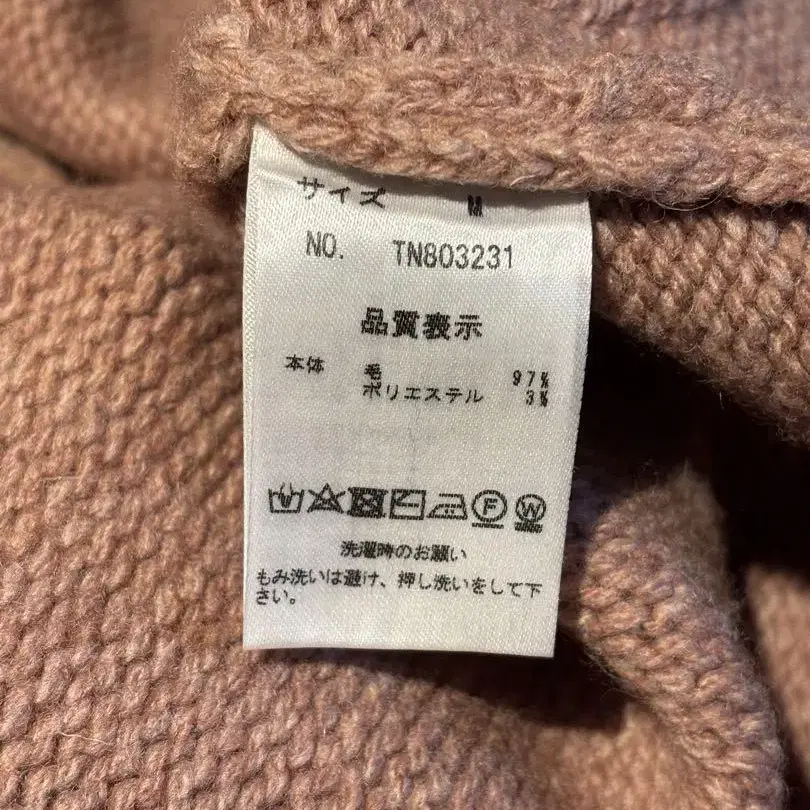 サイズ M
NO. TN803231
品質表示
本体 毛 97%
ポリエステル 3%
F W
洗濯時のお願い
もみ洗いは避け、押し洗いをして下
さい。